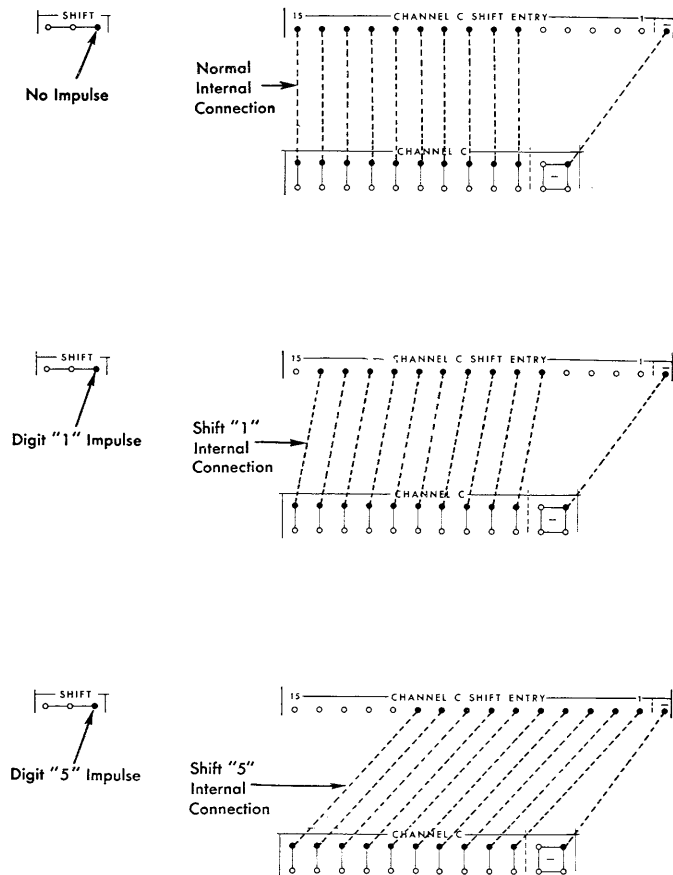 SHIFT
15 CHANNEL C SHIFT ENTRY 1 –
No Impulse
Normal
Internal
Connection
CHANNEL C
–
SHIFT
15 CHANNEL C SHIFT ENTRY 1 –
Digit "1" Impulse
Shift "1"
Internal
Connection
CHANNEL C
–
SHIFT
15 CHANNEL C SHIFT ENTRY 1 –
Digit "5" Impulse
Shift "5"
Internal
Connection
CHANNEL C
–